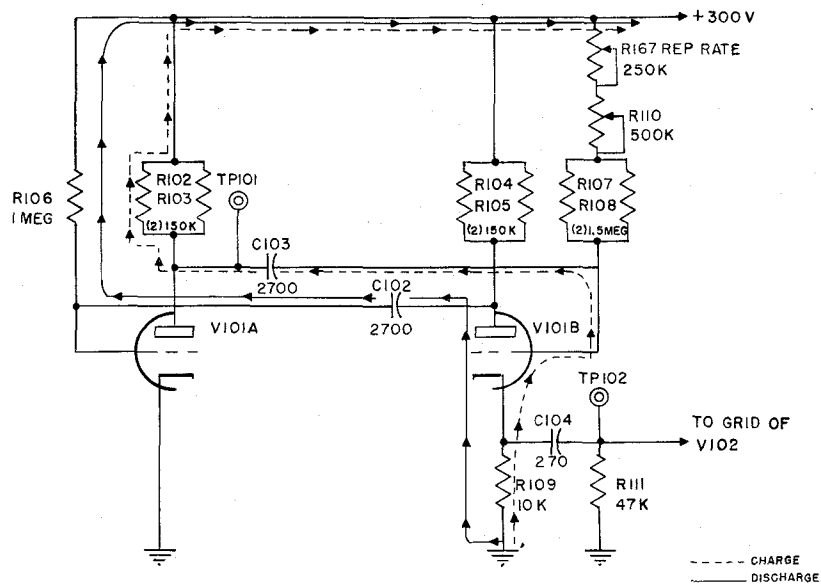 +300V
R167 REP RATE
250K
R110
500K
R106
1 MEG
R102
R103
(2) 150K
TP101
R104
R105
(2) 150K
R107
R108
(2) 1.5MEG
C103
2700
C102
2700
V101A
V101B
TP102
C104
270
TO GRID OF
V102
R109
10K
R111
47K
CHARGE
DISCHARGE